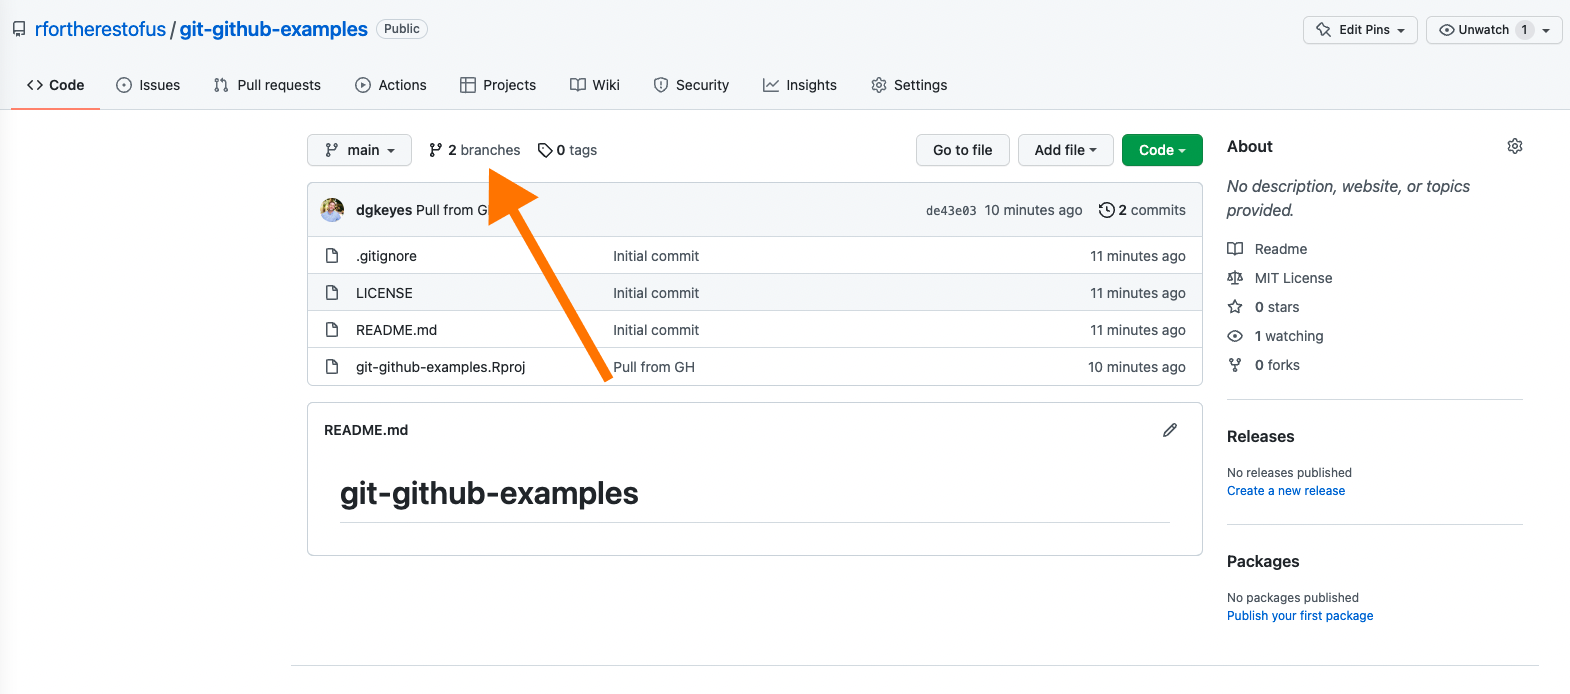 rfortherestofus / git-github-examples Public
Edit Pins Unwatch 1
Code Issues Pull requests Actions Projects Wiki Security Insights Settings
main 2 branches 0 tags Go to file Add file Code
dgkeyes Pull from de43e03 10 minutes ago 2 commits
.gitignore Initial commit 11 minutes ago
LICENSE Initial commit 11 minutes ago
README.md Initial commit 11 minutes ago
git-github-examples.Rproj Pull from GH 10 minutes ago
README.md
git-github-examples
About
No description, website, or topics
provided.
Readme
MIT License
0 stars
1 watching
0 forks
Releases
No releases published
Create a new release
Packages
No packages published
Publish your first package